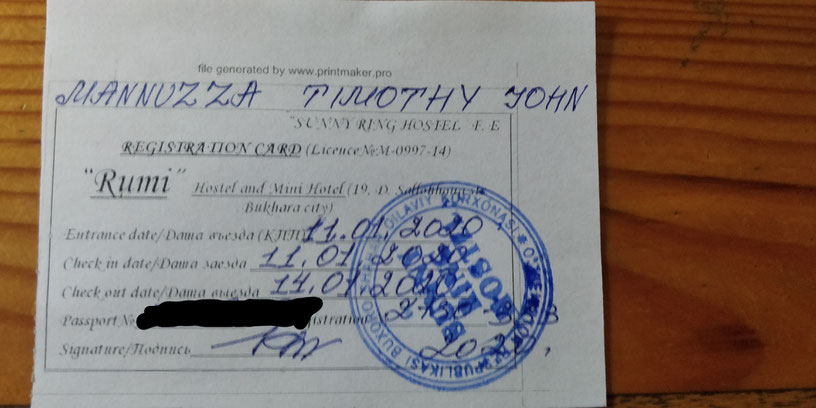 file generated by www.printmaker.pro
MANNUZZA TIMOTHY JOHN
"SUNNY RING HOSTEL F. E
REGISTRATION CARD (Licence №M-0997-14)
"Rumi" Hostel and Mini Hotel (19, D.
Bukhara city)
Entrance date/Дата въезда (КПП) 11.01.2020
Check in date/Дата заезда 11.01.2020
Check out date/Дата выезда 14.01.2020
Passport № gistration
Signature/Подпись